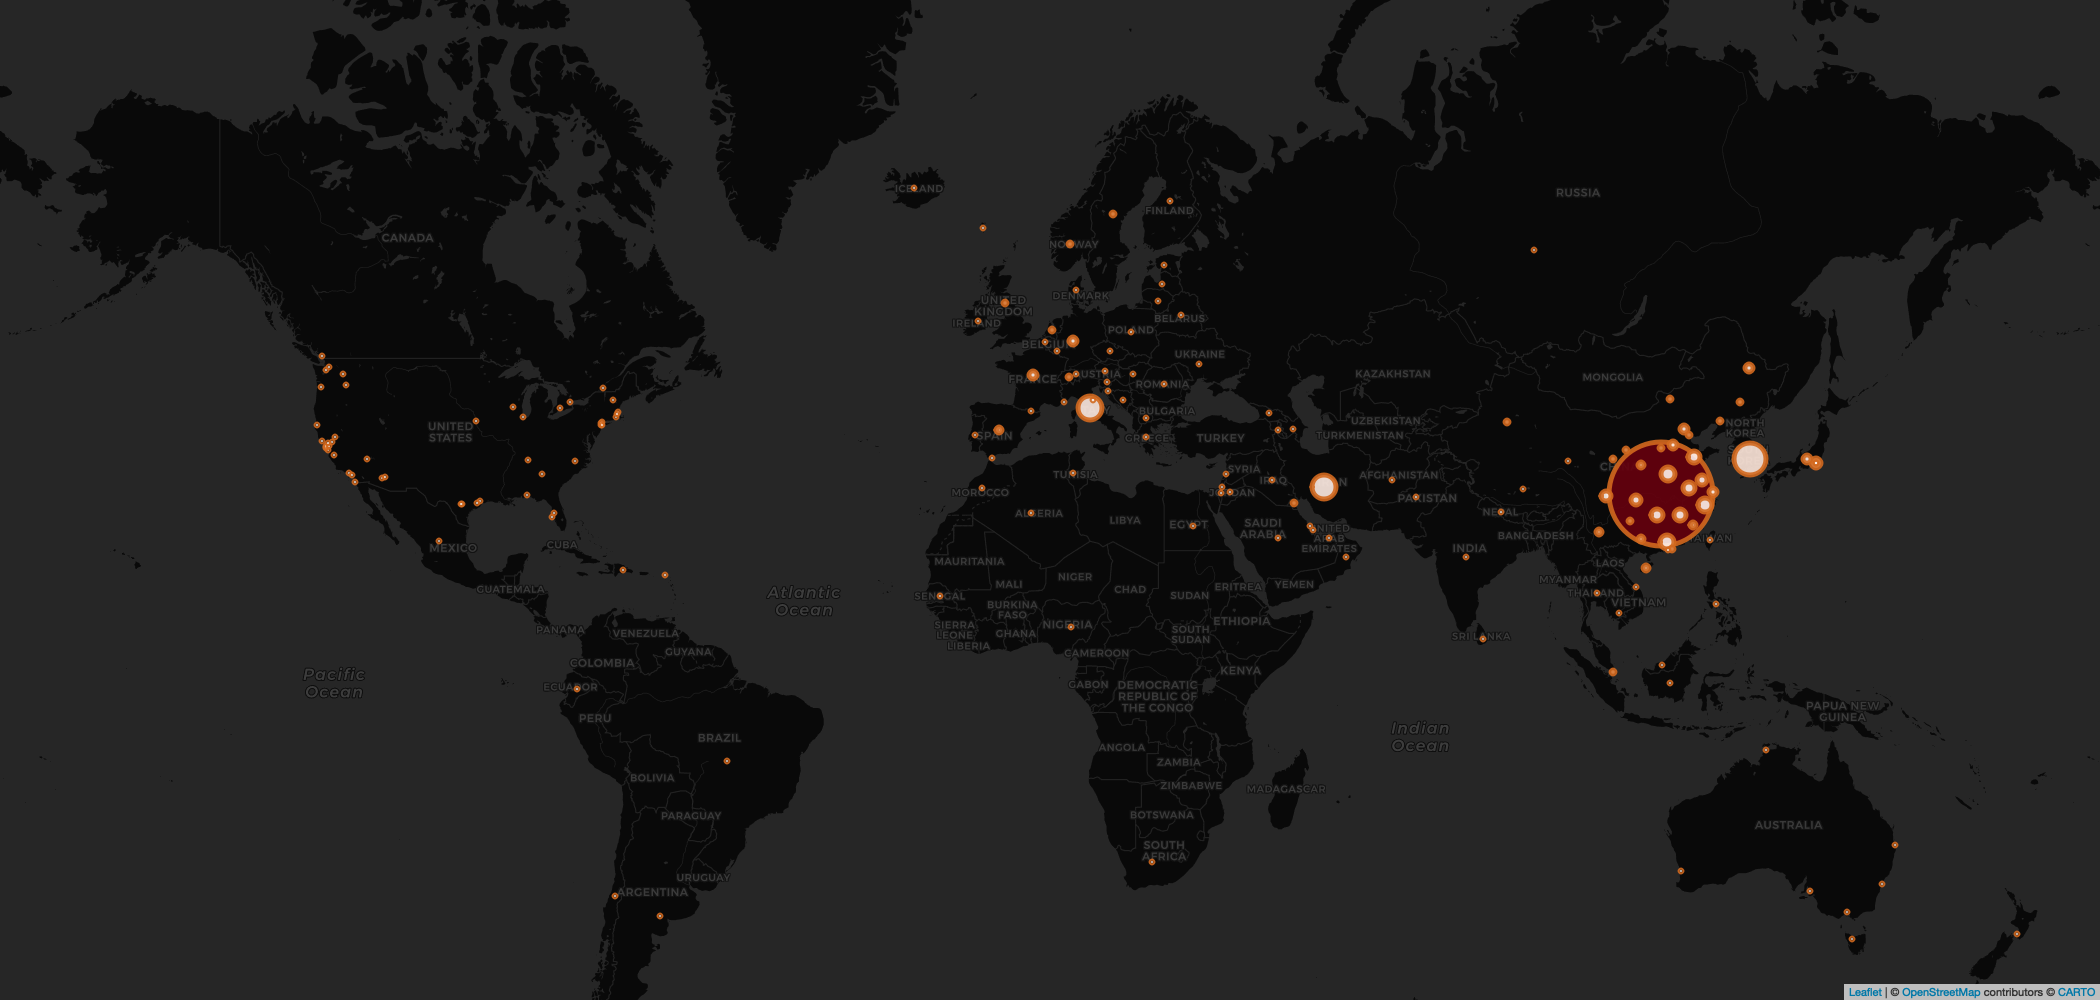 ICELAND
RUSSIA
FINLAND
CANADA
NORWAY
DENMARK
UNITED
KINGDOM
IRELAND
BELARUS
POLAND
BELGIUM
UKRAINE
FRANCE
AUSTRIA
ROMANIA
KAZAKHSTAN
MONGOLIA
BULGARIA
UNITED
STATES
SPAIN
GREECE
TURKEY
UZBEKISTAN
TURKMENISTAN
NORTH
KOREA
SYRIA
TUNISIA
IRAQ
AFGHANISTAN
MOROCCO
JORDAN
PAKISTAN
ALGERIA
LIBYA
EGYPT
SAUDI
ARABIA
UNITED
ARAB
EMIRATES
NEPAL
BANGLADESH
TAIWAN
MEXICO
CUBA
INDIA
MAURITANIA
MALI
NIGER
CHAD
SUDAN
ERITREA
YEMEN
LAOS
MYANMAR
THAILAND
VIETNAM
GUATEMALA
Atlantic
Ocean
SENEGAL
BURKINA
FASO
NIGERIA
ETHIOPIA
SIERRA
LEONE
GHANA
LIBERIA
SOUTH
SUDAN
SRI LANKA
PANAMA
VENEZUELA
GUYANA
COLOMBIA
CAMEROON
KENYA
Pacific
Ocean
ECUADOR
GABON
DEMOCRATIC
REPUBLIC OF
THE CONGO
PERU
PAPUA NEW
GUINEA
BRAZIL
Indian
Ocean
ANGOLA
ZAMBIA
BOLIVIA
ZIMBABWE
MADAGASCAR
PARAGUAY
BOTSWANA
AUSTRALIA
SOUTH
AFRICA
URUGUAY
ARGENTINA
Leaflet | © OpenStreetMap contributors © CARTO